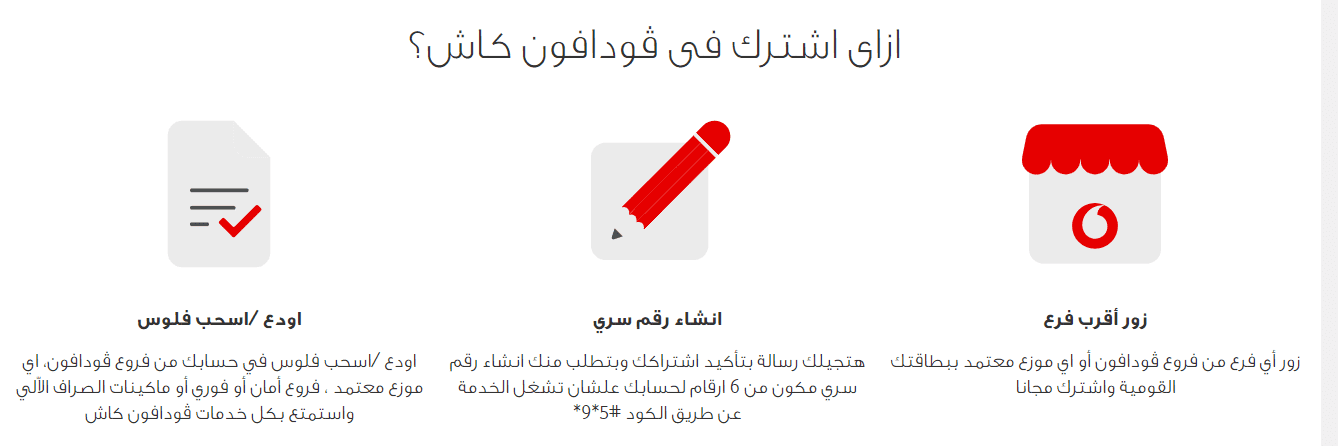 ازاى اشترك فى ڤودافون كاش؟
زور أقرب فرع
زور أي فرع من فروع ڤودافون أو اي موزع معتمد ببطاقتك
القومية واشترك مجانا
انشاء رقم سري
هتجيلك رسالة بتأكيد اشتراكك وبتطلب منك انشاء رقم
سري مكون من 6 ارقام لحسابك علشان تشغل الخدمة
عن طريق الكود #5*9*
اودع /اسحب فلوس
اودع /اسحب فلوس في حسابك من فروع ڤودافون، اي
موزع معتمد ، فروع أمان أو فوري أو ماكينات الصراف الآلي
واستمتع بكل خدمات ڤودافون كاش